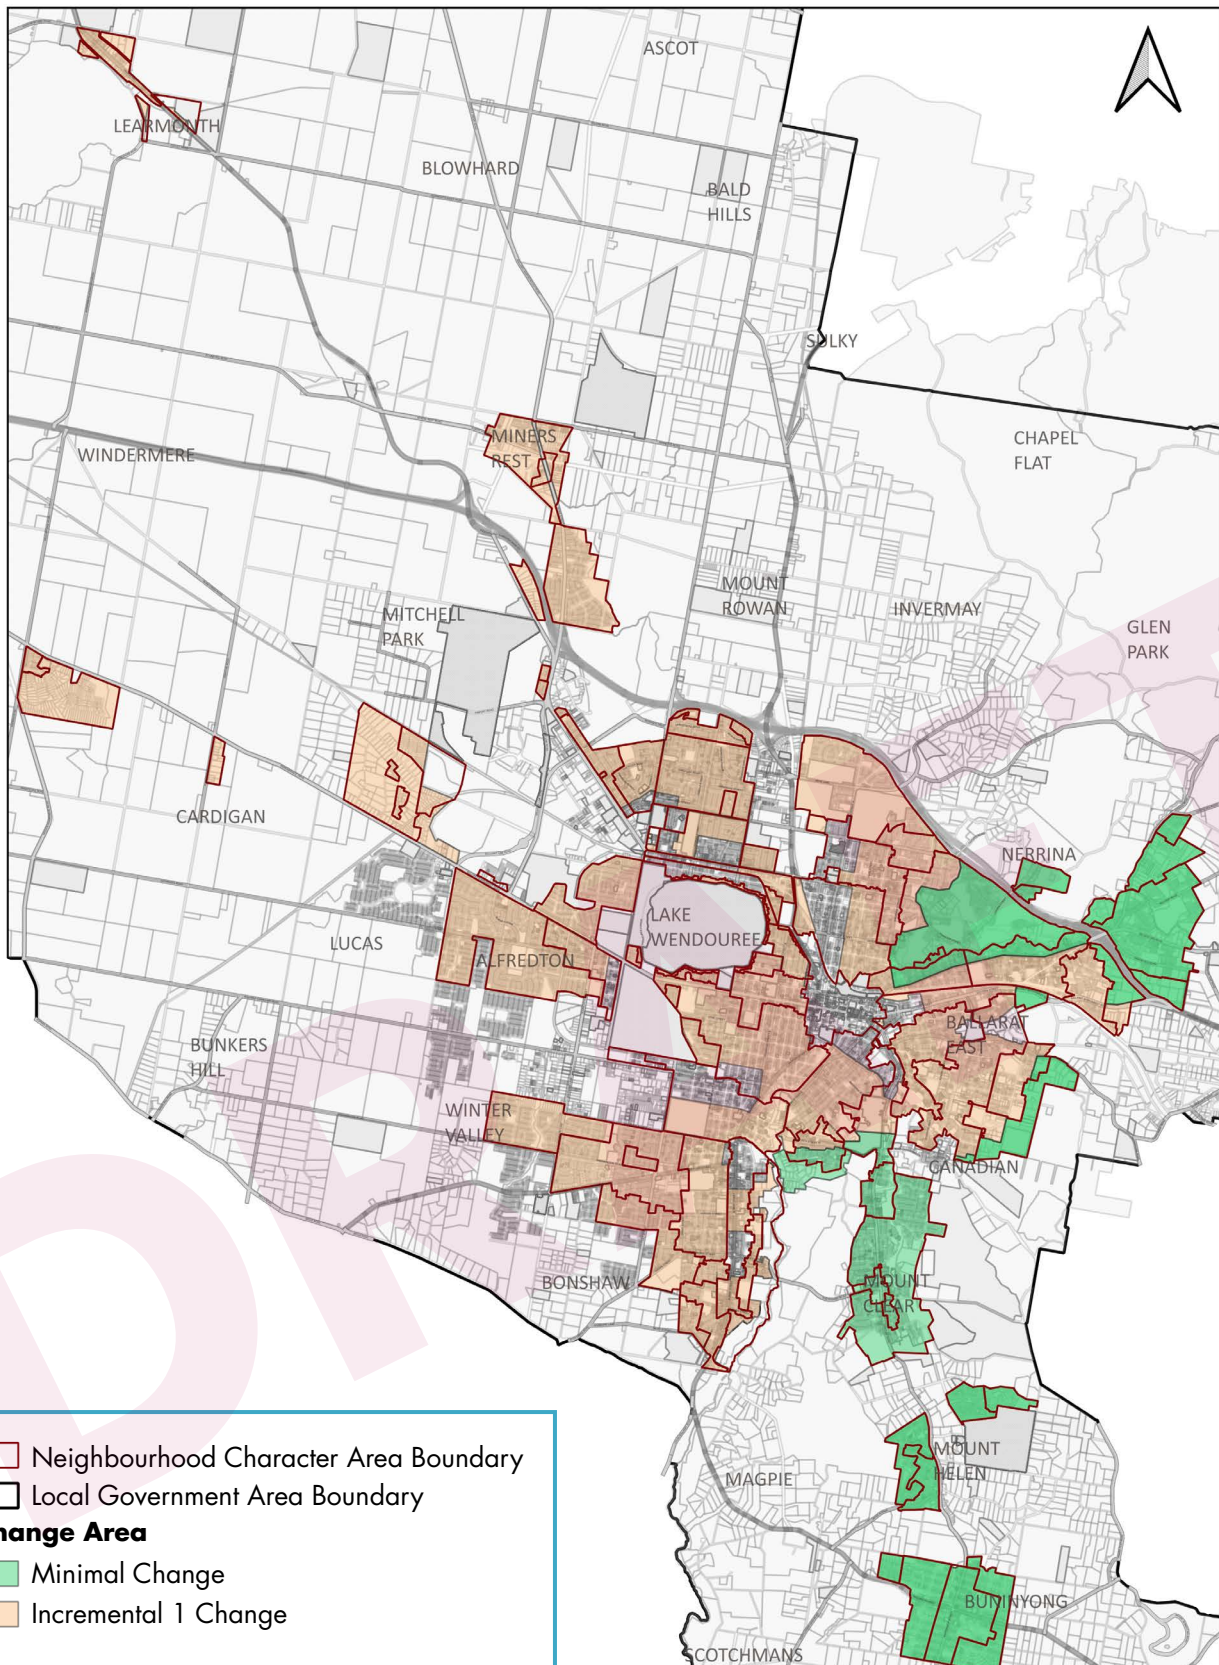 ASCOT
LEARMONTH
BLOWHARD
BALD
HILLS
SULKY
MINERS
REST
CHAPEL
FLAT
WINDERMERE
MOUNT
ROWAN
INVERMAY
MITCHELL
PARK
GLEN
PARK
CARDIGAN
NERRINA
LAKE
WENDOUREE
LUCAS
ALFREDTON
BALLARAT
EAST
BUNKERS
HILL
WINTER
VALLEY
CANADIAN
BONSHAW
MOUNT
CLEAR
MOUNT
HELEN
MAGPIE
BUNINYONG
SCOTCHMANS
Neighbourhood Character Area Boundary
Local Government Area Boundary
hange Area
Minimal Change
Incremental 1 Change